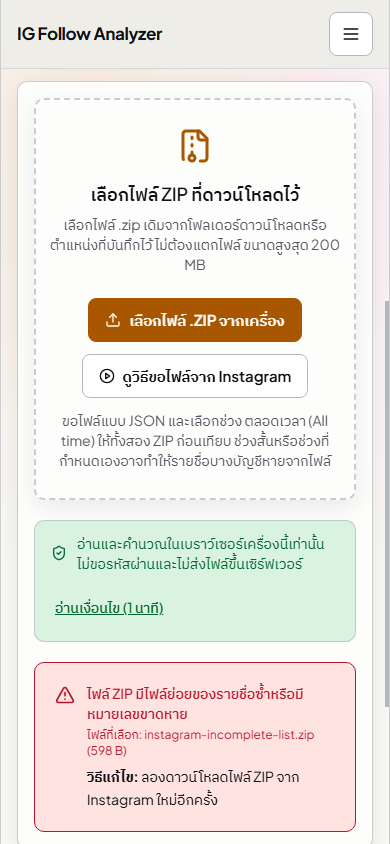 IG Follow Analyzer
เลือกไฟล์ ZIP ที่ดาวน์โหลดไว้
เลือกไฟล์ .zip เดิมจากโฟลเดอร์ดาวน์โหลดหรือ
ตำแหน่งที่บันทึกไว้ ไม่ต้องแตกไฟล์ ขนาดสูงสุด 200
MB
เลือกไฟล์ .ZIP จากเครื่อง
ดูวิธีขอไฟล์จาก Instagram
ขอไฟล์แบบ JSON และเลือกช่วง ตลอดเวลา (All
time) ให้ทั้งสอง ZIP ก่อนเทียบ ช่วงสั้นหรือช่วงที่
กำหนดเองอาจทำให้รายชื่อบางบัญชีหายจากไฟล์
อ่านและคำนวณในเบราว์เซอร์เครื่องนี้เท่านั้น
ไม่ขอรหัสผ่านและไม่ส่งไฟล์ขึ้นเซิร์ฟเวอร์
อ่านเงื่อนไข (1 นาที)
ไฟล์ ZIP มีไฟล์ย่อยของรายชื่อซ้ำหรือมี
หมายเลขขาดหาย
ไฟล์ที่เลือก: instagram-incomplete-list.zip
(598 B)
วิธีแก้ไข: ลองดาวน์โหลดไฟล์ ZIP จาก
Instagram ใหม่อีกครั้ง